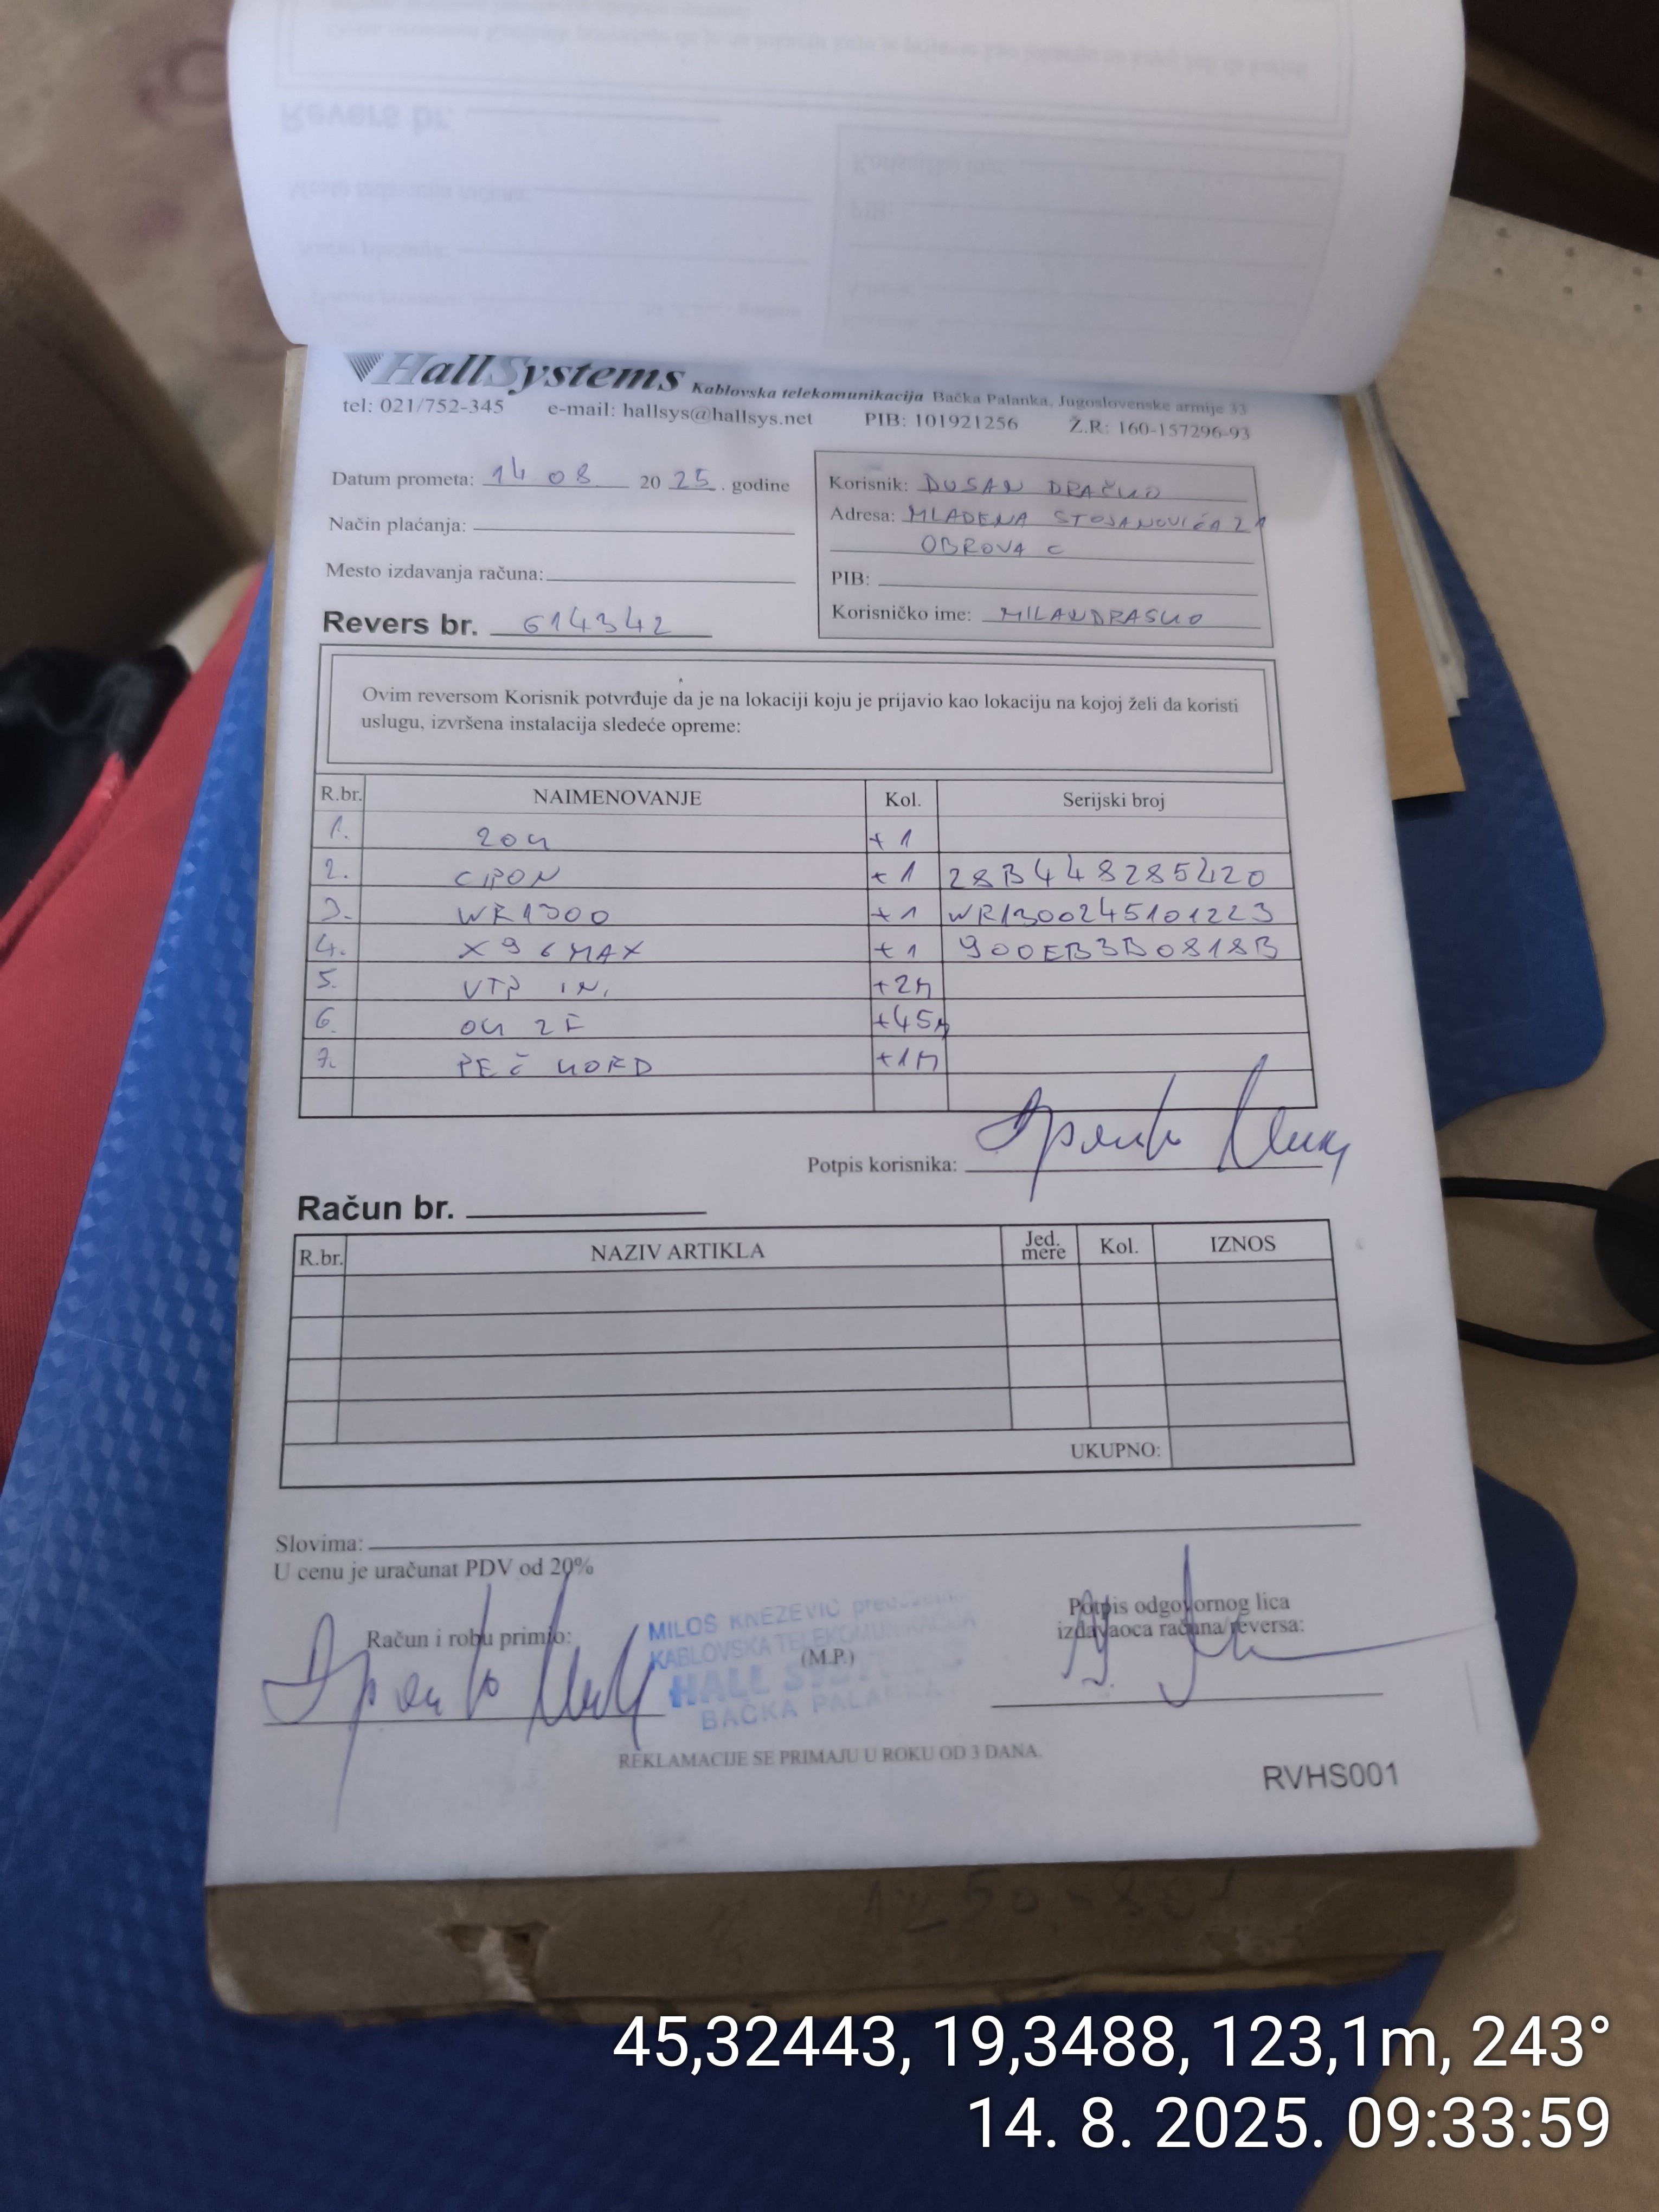 HallSystems Kablovska telekomunikacija Bačka Palanka, Jugoslovenske armije 33
tel: 021/752-345 e-mail: hallsys@hallsys.net PIB: 101921256 Ž.R: 160-157296-93
Datum prometa: 14.08 20 25. godine
Način plaćanja:
Mesto izdavanja računa:
Revers br. 614342
Korisnik: DUSAN DRAČKO
Adresa: MLADENA STOJANOVIĆA 21
OBROVAC
PIB:
Korisničko ime: MILANDRASKO
Ovim reversom Korisnik potvrđuje da je na lokaciji koju je prijavio kao lokaciju na kojoj želi da koristi
uslugu, izvršena instalacija sledeće opreme:
R.br. NAIMENOVANJE Kol. Serijski broj
1. ZOK +1
2. GPON +1 28B448285420
3. WR1300 +1 WR1300245101223
4. X96MAX +1 900EB3B0818B
5. UTP IN. +2M
6. OK 2F +45M
7. PEČ KORD +1M
Potpis korisnika:
Račun br.
R.br. NAZIV ARTIKLA Jed. mere Kol. IZNOS
UKUPNO:
Slovima:
U cenu je uračunat PDV od 20%
Račun i robu primio:
MILOŠ KNEŽEVIĆ
KABLOVSKA TELEKOMUNIKACIJA
(M.P.)
HALL SYSTEMS
BAČKA PALANKA
Potpis odgovornog lica
izdavaoca računa/reversa:
REKLAMACIJE SE PRIMAJU U ROKU OD 3 DANA.
RVHS001
45,32443, 19,3488, 123,1m, 243°
14. 8. 2025. 09:33:59